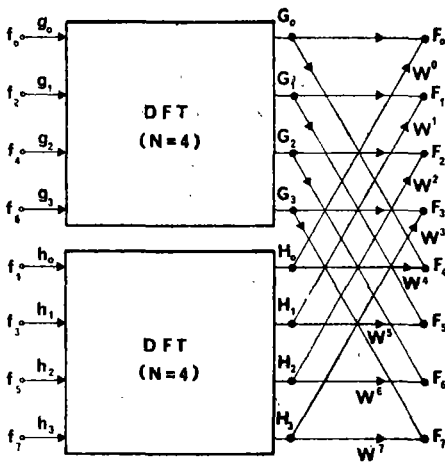 f₀ g₀ G₀ F₀
W⁰
f₂ g₁ G₁ F₁
W¹
DFT
(N=4)
f₄ g₂ G₂ F₂
W²
f₆ g₃ G₃ F₃
W³
f₁ h₀ H₀ F₄
W⁴
f₃ h₁ H₁ W⁵ F₅
DFT
(N=4)
f₅ h₂ H₂ F₆
W⁶
f₇ h₃ H₃ F₇
W⁷